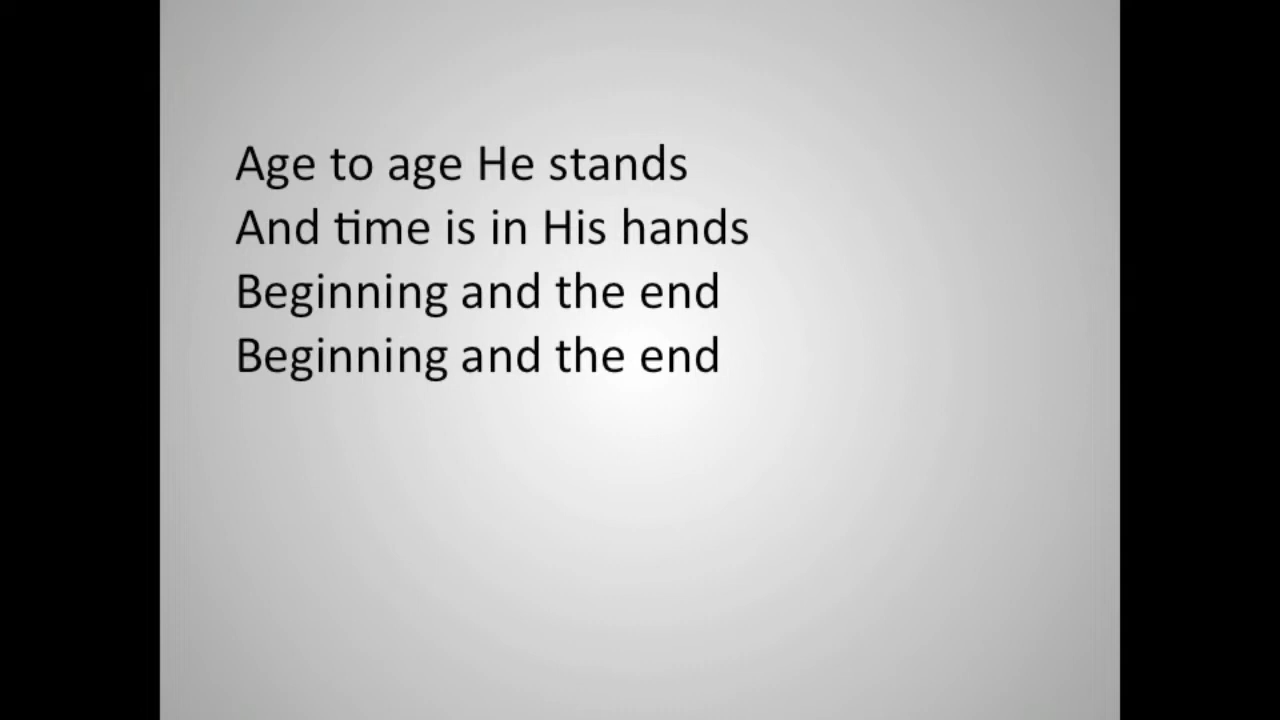 Age to age He stands
And time is in His hands
Beginning and the end
Beginning and the end